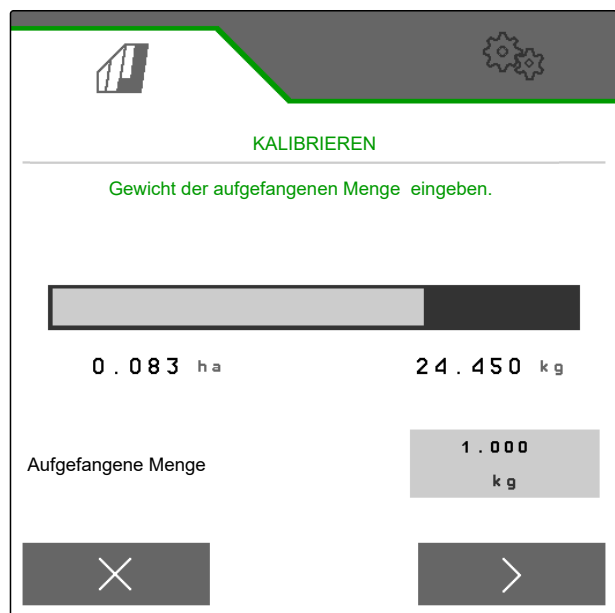 KALIBRIEREN
Gewicht der aufgefangenen Menge eingeben.
0.083 ha
24.450 kg
Aufgefangene Menge
1.000
kg